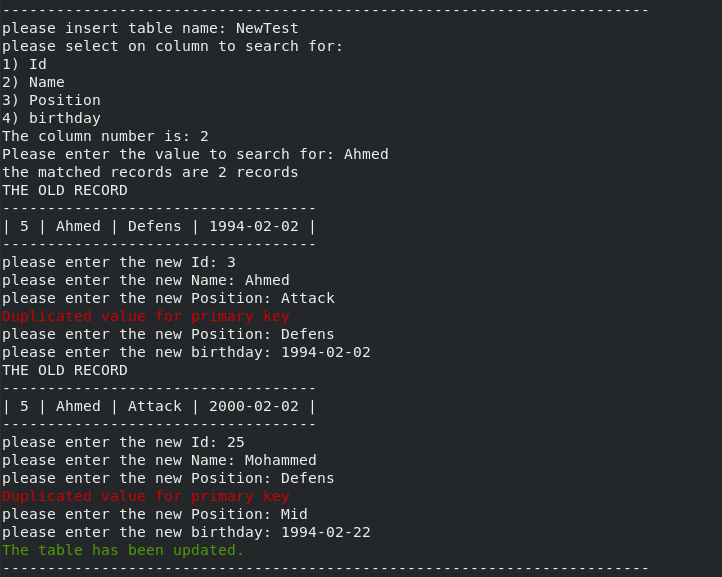 ------------------------------------------------------------------------
please insert table name: NewTest
please select on column to search for:
1) Id
2) Name
3) Position
4) birthday
The column number is: 2
Please enter the value to search for: Ahmed
the matched records are 2 records
THE OLD RECORD
-----------------------------------
| 5 | Ahmed | Defens | 1994-02-02 |
-----------------------------------
please enter the new Id: 3
please enter the new Name: Ahmed
please enter the new Position: Attack
Duplicated value for primary key
please enter the new Position: Defens
please enter the new birthday: 1994-02-02
THE OLD RECORD
-----------------------------------
| 5 | Ahmed | Attack | 2000-02-02 |
-----------------------------------
please enter the new Id: 25
please enter the new Name: Mohammed
please enter the new Position: Defens
Duplicated value for primary key
please enter the new Position: Mid
please enter the new birthday: 1994-02-22
The table has been updated.
------------------------------------------------------------------------